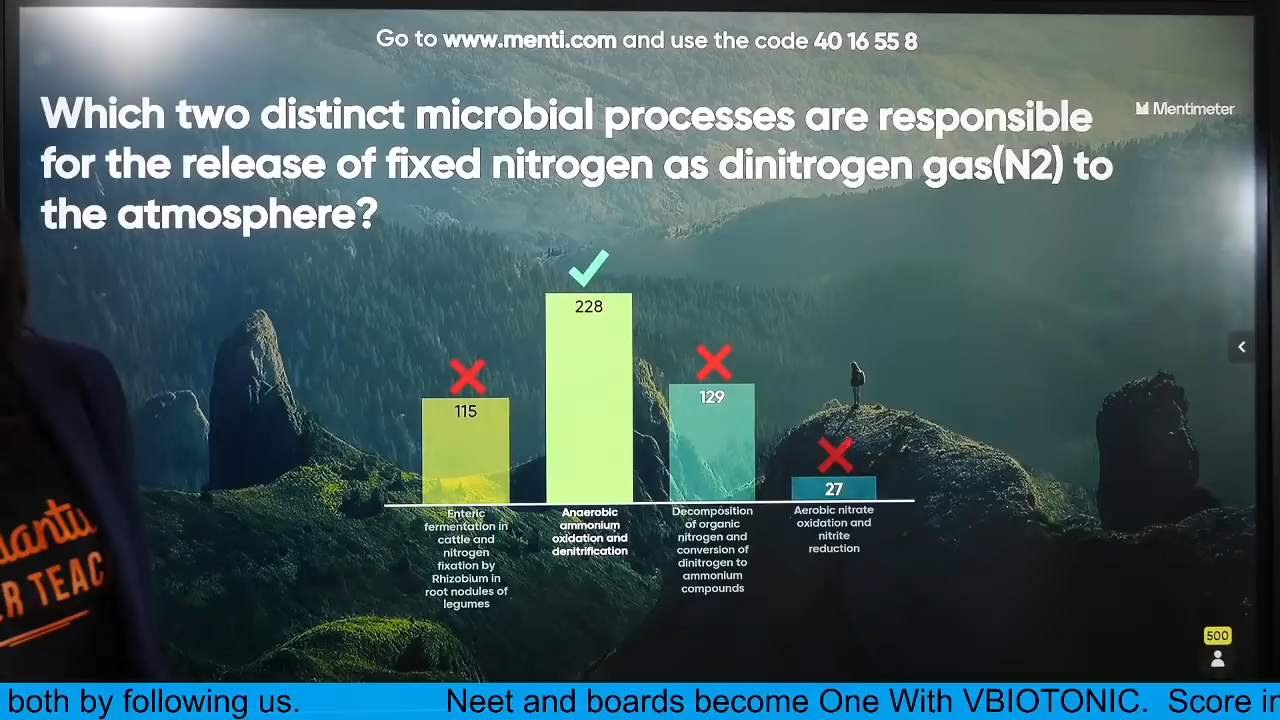 Go to www.menti.com and use the code 40 16 55 8
Which two distinct microbial processes are responsible
for the release of fixed nitrogen as dinitrogen gas(N2) to
the atmosphere?
Mentimeter
115
228
129
27
Enteric
fermentation in
cattle and
nitrogen
fixation by
Rhizobium in
root nodules of
legumes
Anaerobic
ammonium
oxidation and
denitrification
Decomposition
of organic
nitrogen and
conversion of
dinitrogen to
ammonium
compounds
Aerobic nitrate
oxidation and
nitrite
reduction
500
both by following us. Neet and boards become One With VBIOTONIC. Score in